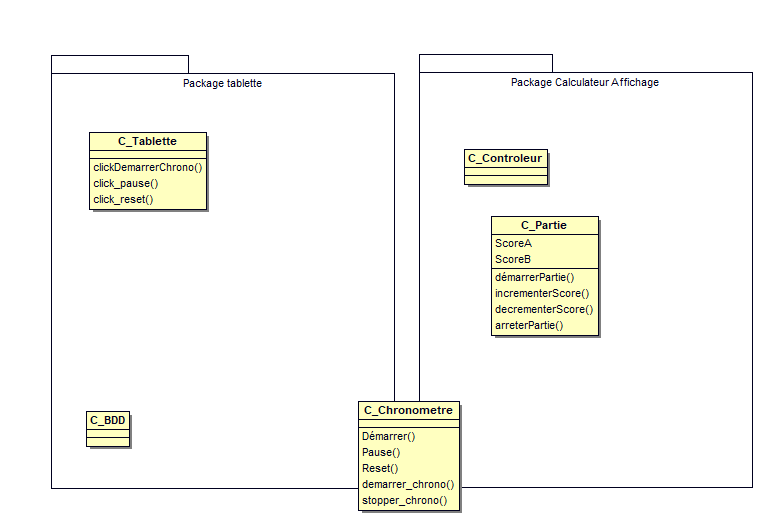 Package tablette
C_Tablette
clickDemarrerChrono()
click_pause()
click_reset()
C_BDD
Package Calculateur Affichage
C_Controleur
C_Partie
ScoreA
ScoreB
démarrerPartie()
incrementerScore()
decrementerScore()
arreterPartie()
C_Chronometre
Démarrer()
Pause()
Reset()
demarrer_chrono()
stopper_chrono()